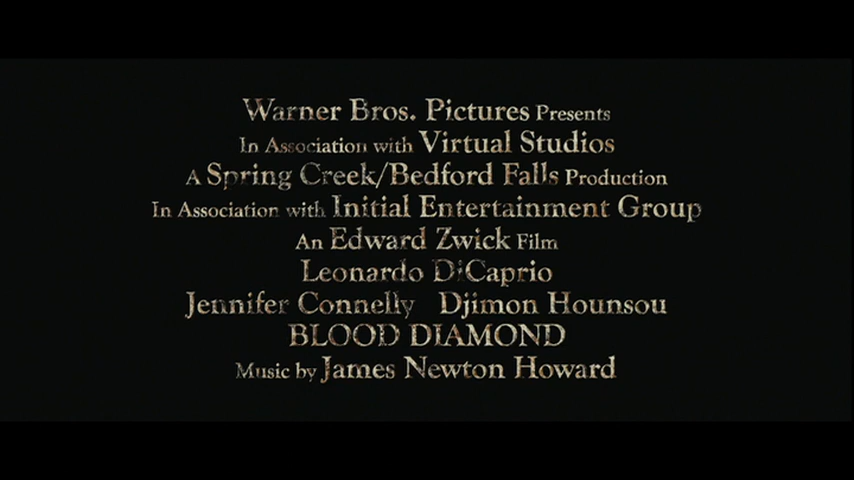 Warner Bros. Pictures Presents
In Association with Virtual Studios
A Spring Creek/Bedford Falls Production
In Association with Initial Entertainment Group
An Edward Zwick Film
Leonardo DiCaprio
Jennifer Connelly Djimon Hounsou
BLOOD DIAMOND
Music by James Newton Howard